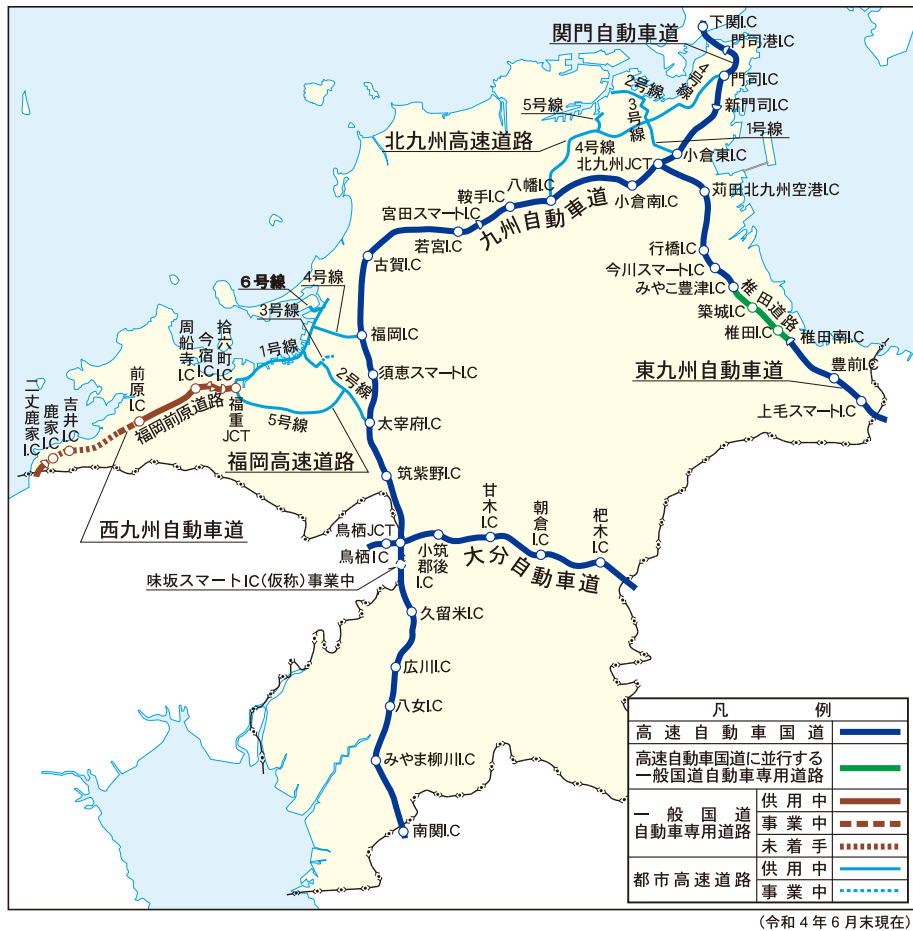 関門自動車道
下関I.C
門司港I.C
門司I.C
新門司I.C
4号線
2号線
3号線
5号線
1号線
北九州高速道路
4号線
北九州JCT
小倉東I.C
苅田北九州空港I.C
八幡I.C
鞍手I.C
宮田スマートI.C
若宮I.C
九州自動車道
小倉南I.C
行橋I.C
今川スマートI.C
みやこ豊津I.C
椎田道路
築城I.C
椎田I.C
椎田南I.C
豊前I.C
東九州自動車道
上毛スマートI.C
古賀I.C
6号線
4号線
3号線
福岡I.C
1号線
須恵スマートI.C
2号線
太宰府I.C
5号線
福岡高速道路
拾六町I.C
今宿I.C
周船寺I.C
福重JCT
前原I.C
福岡前原道路
吉井I.C
鹿家I.C
二丈鹿家I.C
西九州自動車道
筑紫野I.C
鳥栖JCT
鳥栖IC
味坂スマートIC(仮称)事業中
小郡I.C
筑後
甘木I.C
朝倉I.C
杷木I.C
大分自動車道
久留米I.C
広川I.C
八女I.C
みやま柳川I.C
南関I.C
凡例
高速自動車国道
高速自動車国道に並行する
一般国道自動車専用道路
一般国道
自動車専用道路
供用中
事業中
未着手
都市高速道路
供用中
事業中
(令和4年6月末現在)